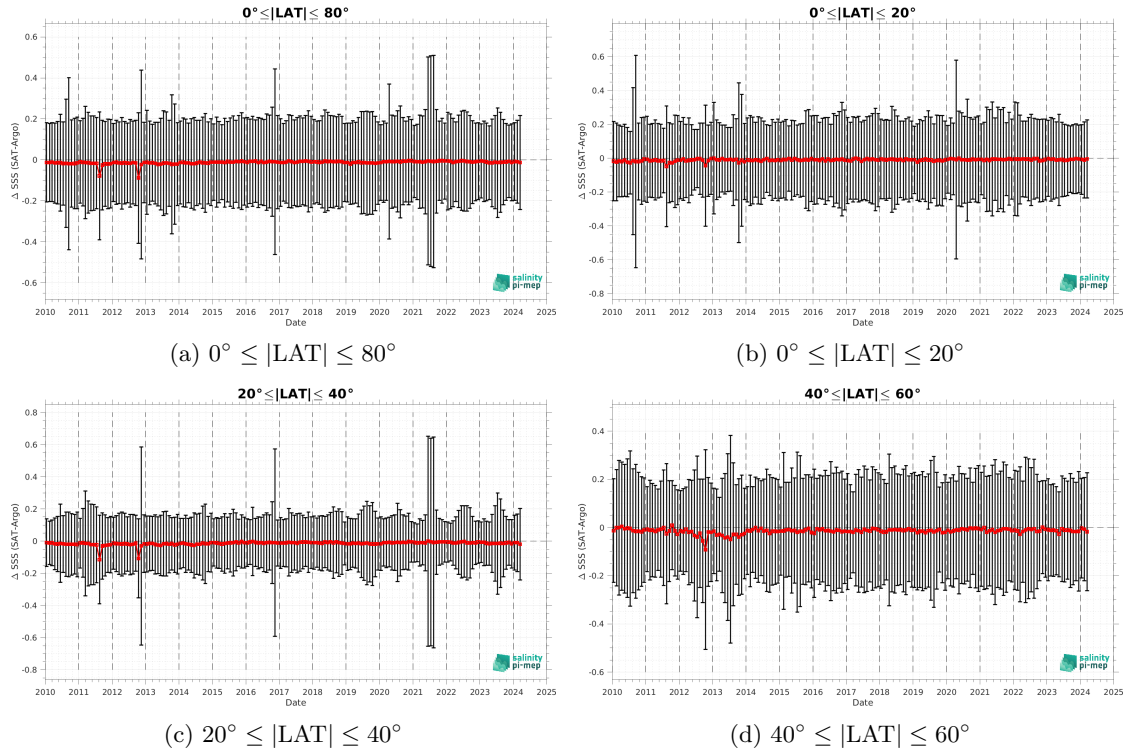 0°≤|LAT|≤ 80°
Δ SSS (SAT-Argo)
0.6
0.4
0.2
0
-0.2
-0.4
-0.6
2010 2011 2012 2013 2014 2015 2016 2017 2018 2019 2020 2021 2022 2023 2024 2025
Date
salinity
pi-mep
(a) 0° ≤ |LAT| ≤ 80°
0°≤|LAT|≤ 20°
Δ SSS (SAT-Argo)
0.6
0.4
0.2
0
-0.2
-0.4
-0.6
-0.8
2010 2011 2012 2013 2014 2015 2016 2017 2018 2019 2020 2021 2022 2023 2024 2025
Date
salinity
pi-mep
(b) 0° ≤ |LAT| ≤ 20°
20°≤|LAT|≤ 40°
Δ SSS (SAT-Argo)
0.8
0.6
0.4
0.2
0
-0.2
-0.4
-0.6
-0.8
2010 2011 2012 2013 2014 2015 2016 2017 2018 2019 2020 2021 2022 2023 2024 2025
Date
salinity
pi-mep
(c) 20° ≤ |LAT| ≤ 40°
40°≤|LAT|≤ 60°
Δ SSS (SAT-Argo)
0.4
0.2
0
-0.2
-0.4
-0.6
2010 2011 2012 2013 2014 2015 2016 2017 2018 2019 2020 2021 2022 2023 2024 2025
Date
salinity
pi-mep
(d) 40° ≤ |LAT| ≤ 60°